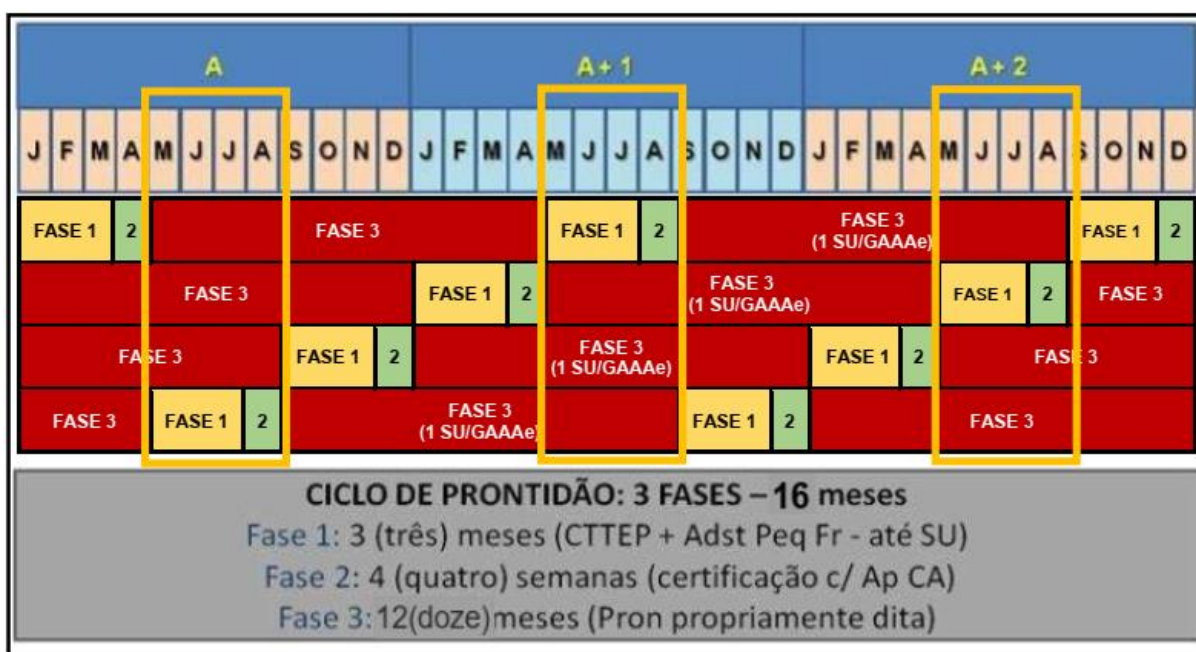 A A+ 1 A+ 2
J F M A M J J A S O N D J F M A M J J A S O N D J F M A M J J A S O N D
FASE 1 2 FASE 3 FASE 1 2 FASE 3 FASE 1 2
(1 SU/GAAAe)
FASE 3 FASE 1 2 FASE 3 FASE 1 2 FASE 3
(1 SU/GAAAe)
FASE 3 FASE 1 2 FASE 3 FASE 1 2 FASE 3
(1 SU/GAAAe)
FASE 3 FASE 1 2 FASE 3 FASE 1 2 FASE 3
(1 SU/GAAAe)
CICLO DE PRONTIDÃO: 3 FASES – 16 meses
Fase 1: 3 (três) meses (CTTEP + Adst Peq Fr - até SU)
Fase 2: 4 (quatro) semanas (certificação c/ Ap CA)
Fase 3: 12(doze)meses (Pron propriamente dita)